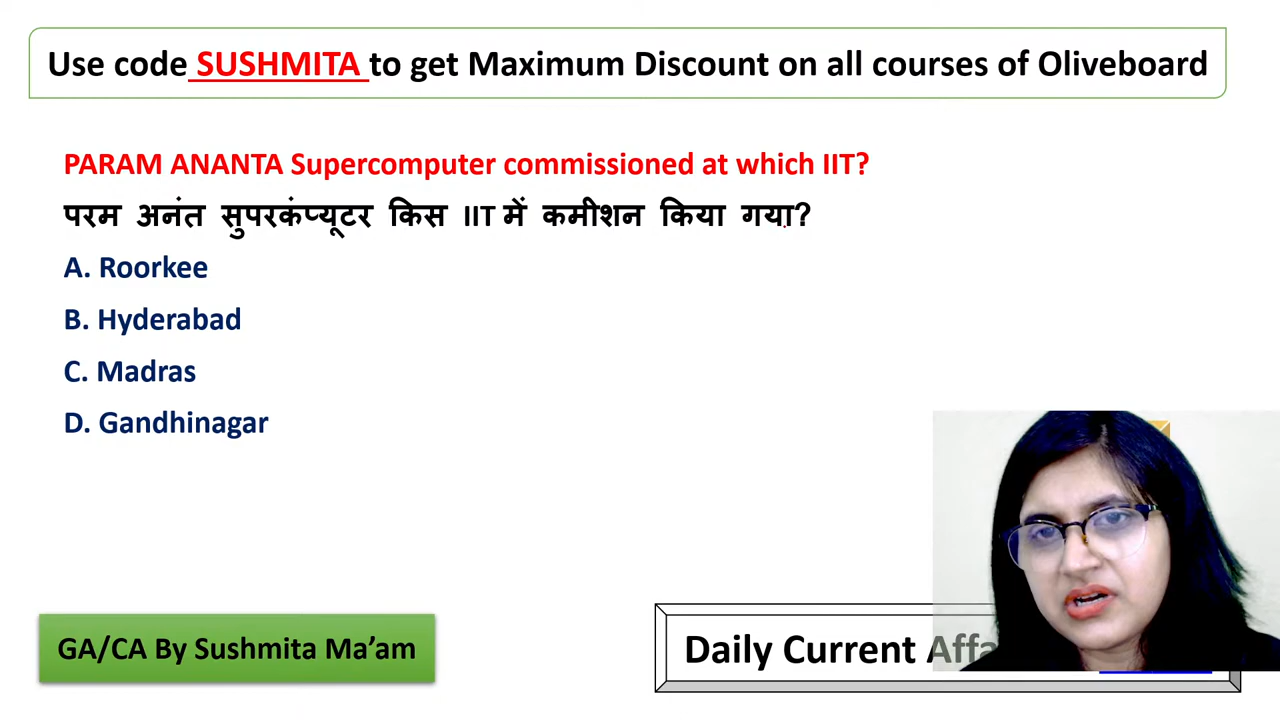 Use code SUSHMITA to get Maximum Discount on all courses of Oliveboard
PARAM ANANTA Supercomputer commissioned at which IIT?
परम अनंत सुपरकंप्यूटर किस IIT में कमीशन किया गया?
A. Roorkee
B. Hyderabad
C. Madras
D. Gandhinagar
GA/CA By Sushmita Ma’am
Daily Current